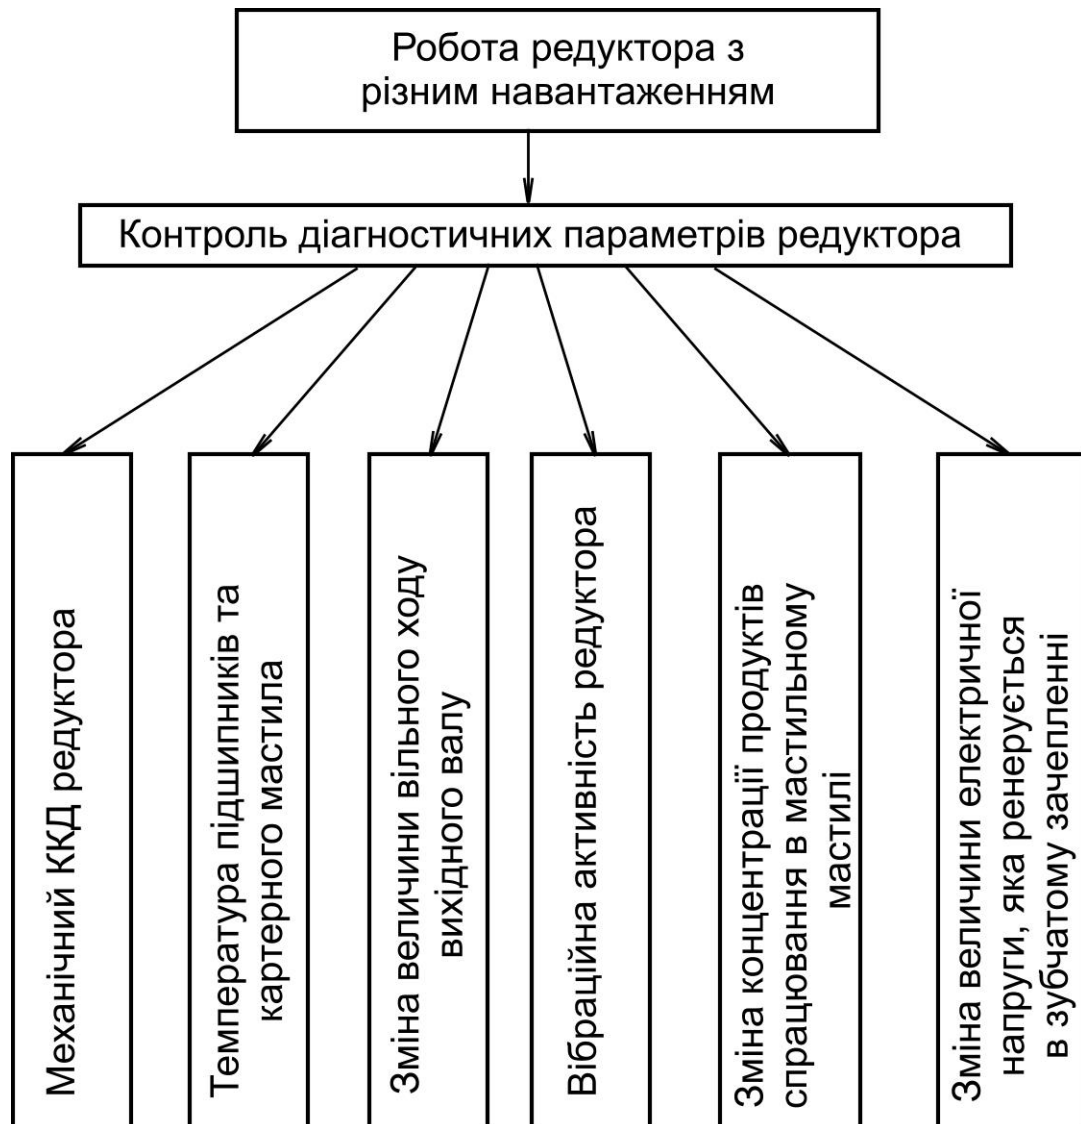 Робота редуктора з
різним навантаженням
Контроль діагностичних параметрів редуктора
Механічний ККД редуктора
Температура підшипників та
картерного мастила
Зміна величини вільного ходу
вихідного валу
Вібраційна активність редуктора
Зміна концентрації продуктів
спрацювання в мастильному
мастилі
Зміна величини електричної
напруги, яка ренерується
в зубчатому зачепленні